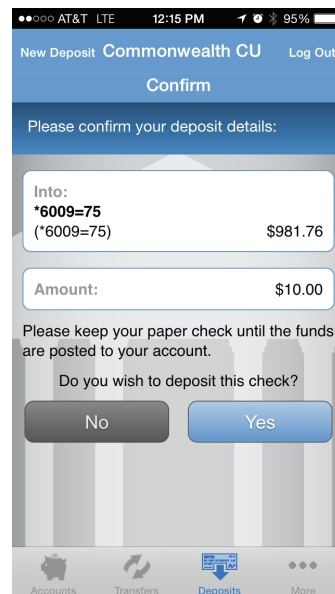 AT&T LTE 12:15 PM 95%
New Deposit Commonwealth CU Log Out
Confirm
Please confirm your deposit details:
Into:
*6009=75
(*6009=75) $981.76
Amount: $10.00
Please keep your paper check until the funds
are posted to your account.
Do you wish to deposit this check?
No Yes
Accounts Transfers Deposits More